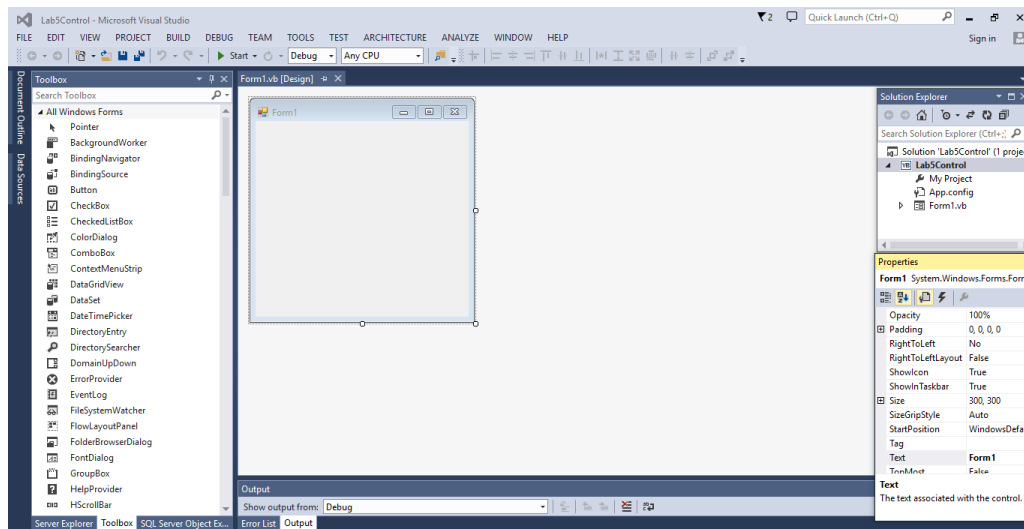 Lab5Control - Microsoft Visual Studio
2
Quick Launch (Ctrl+Q)
FILE EDIT VIEW PROJECT BUILD DEBUG TEAM TOOLS TEST ARCHITECTURE ANALYZE WINDOW HELP
Sign in
Start Debug Any CPU
Document Outline
Data Sources
Toolbox
Search Toolbox
All Windows Forms
Pointer
BackgroundWorker
BindingNavigator
BindingSource
Button
CheckBox
CheckedListBox
ColorDialog
ComboBox
ContextMenuStrip
DataGridView
DataSet
DateTimePicker
DirectoryEntry
DirectorySearcher
DomainUpDown
ErrorProvider
EventLog
FileSystemWatcher
FlowLayoutPanel
FolderBrowserDialog
FontDialog
GroupBox
HelpProvider
HScrollBar
Server Explorer Toolbox SQL Server Object Ex...
Form1.vb [Design]
Form1
Output
Show output from: Debug
Error List Output
Solution Explorer
Search Solution Explorer (Ctrl+;)
Solution 'Lab5Control' (1 proje
VB Lab5Control
My Project
App.config
Form1.vb
Properties
Form1 System.Windows.Forms.Forr
Opacity 100%
Padding 0, 0, 0, 0
RightToLeft No
RightToLeftLayout False
ShowIcon True
ShowInTaskbar True
Size 300, 300
SizeGripStyle Auto
StartPosition WindowsDefa
Tag
Text Form1
TopMost False
Text
The text associated with the control.